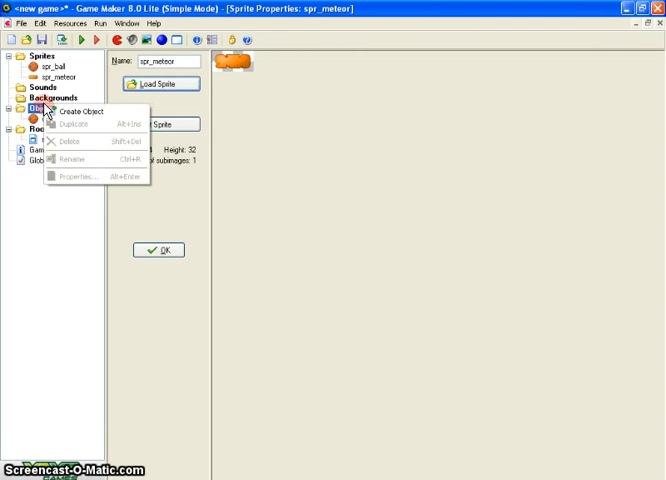 <new game>* - Game Maker 8.0 Lite (Simple Mode) - [Sprite Properties: spr_meteor]
File Edit Resources Run Window Help
Sprites
spr_ball
spr_meteor
Sounds
Backgrounds
Create Object
Duplicate Alt+Ins
Delete Shift+Del
Rename Ctrl+R
Properties... Alt+Enter
Name: spr_meteor
Load Sprite
Sprite
Height: 32
of subimages: 1
OK
Screencast-O-Matic.com
GAMES